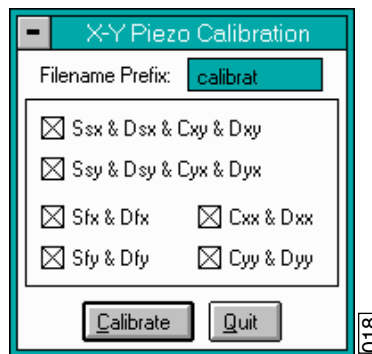 X-Y Piezo Calibration
Filename Prefix: calibrat
Ssx & Dsx & Cxy & Dxy
Ssy & Dsy & Cyx & Dyx
Sfx & Dfx Cxx & Dxx
Sfy & Dfy Cyy & Dyy
Calibrate Quit
018